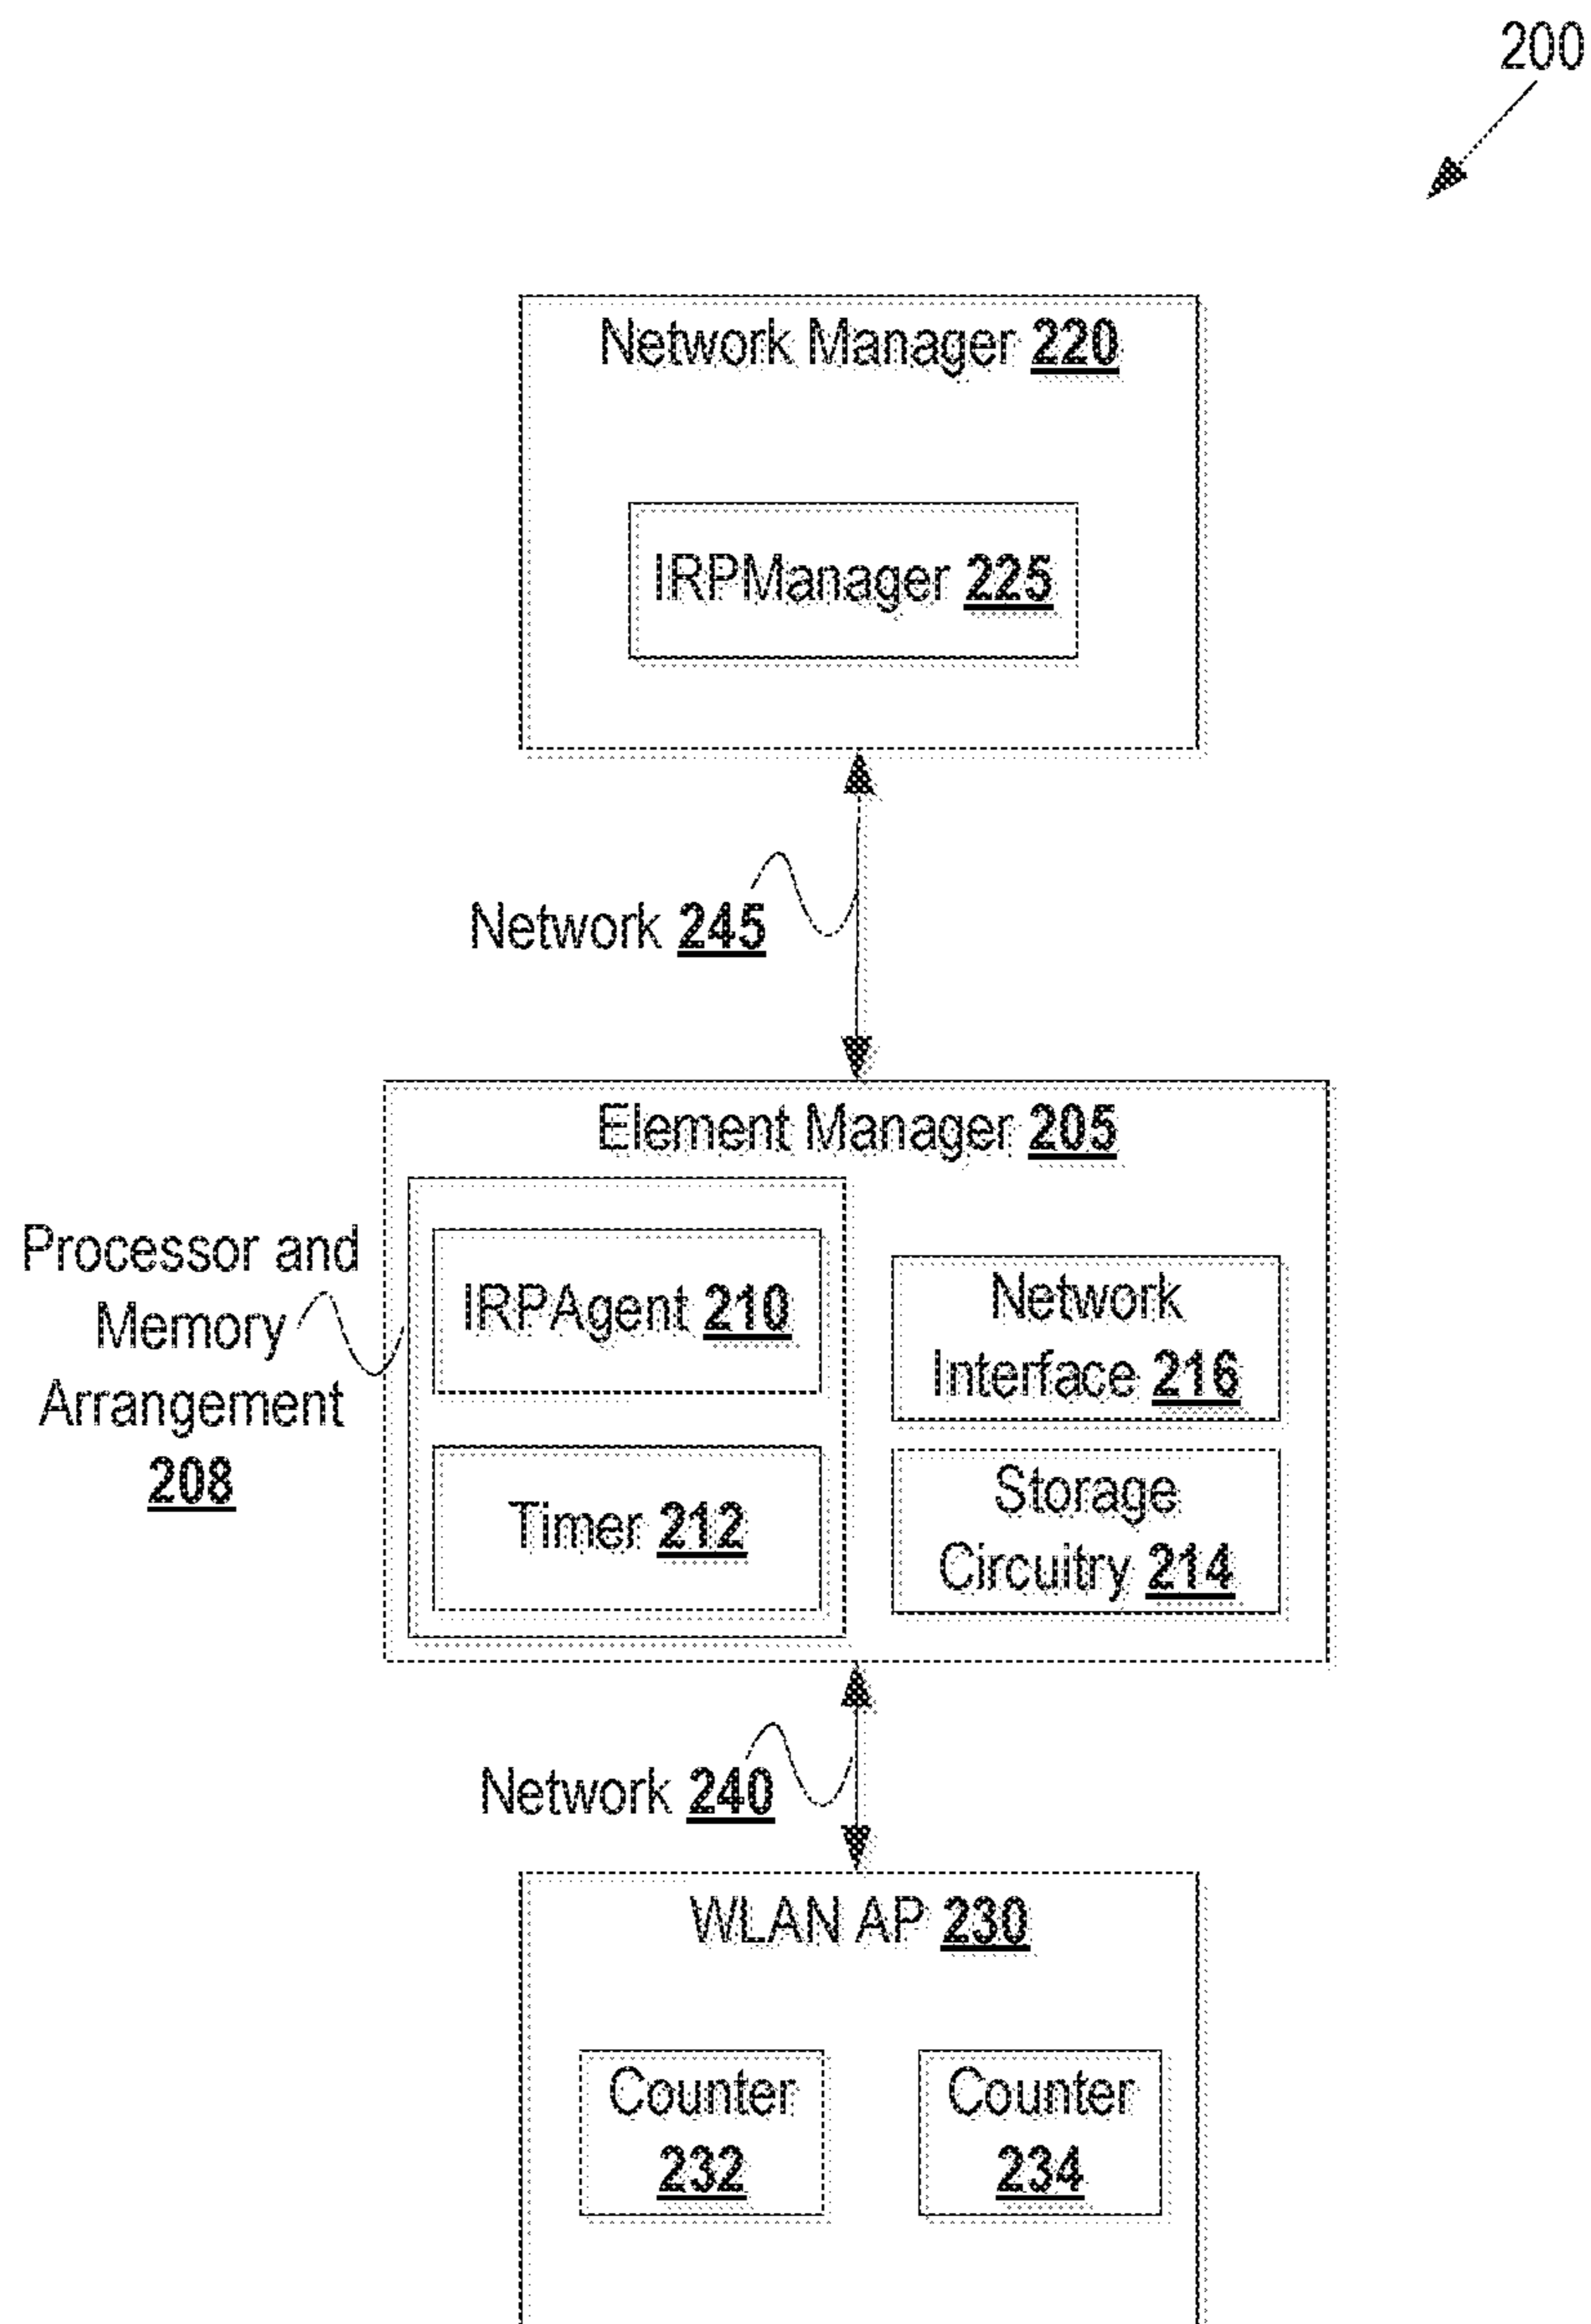 200
Network Manager 220
IRPManager 225
Network 245
Element Manager 205
Processor and
Memory
Arrangement
208
IRPAgent 210
Timer 212
Network
Interface 216
Storage
Circuitry 214
Network 240
WLAN AP 230
Counter
232
Counter
234